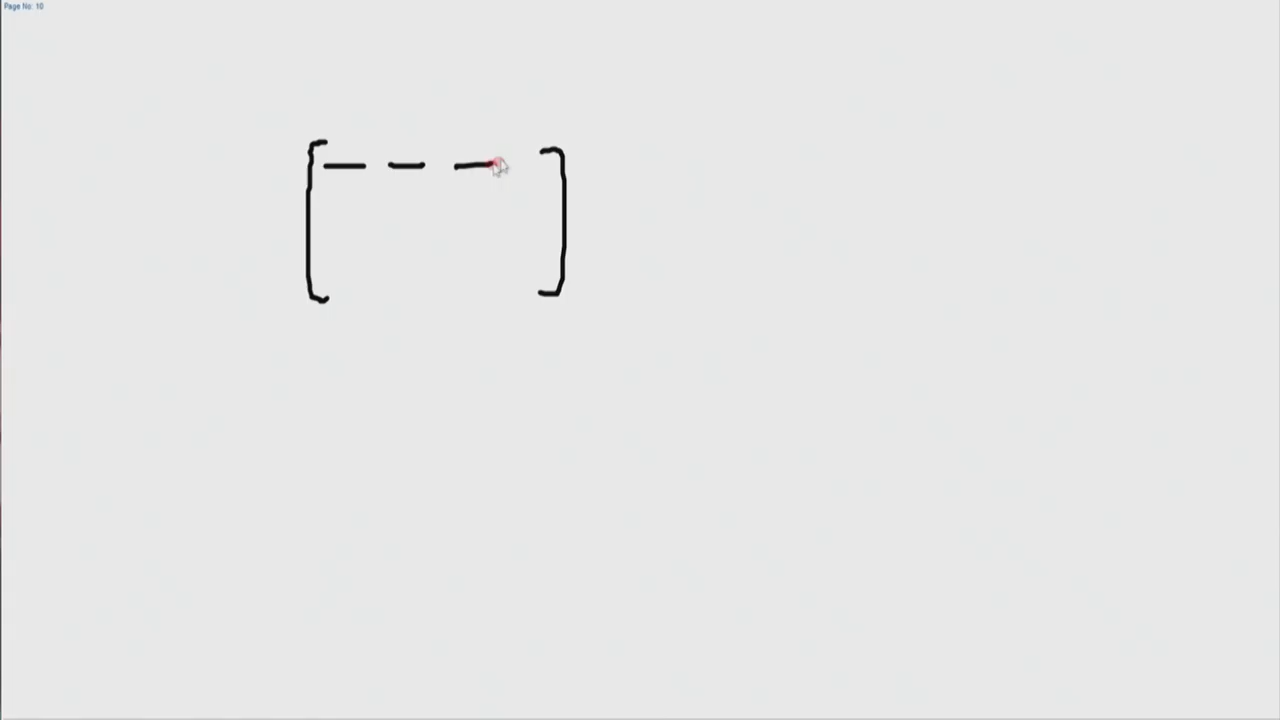 Page No: 10
[— — — ]